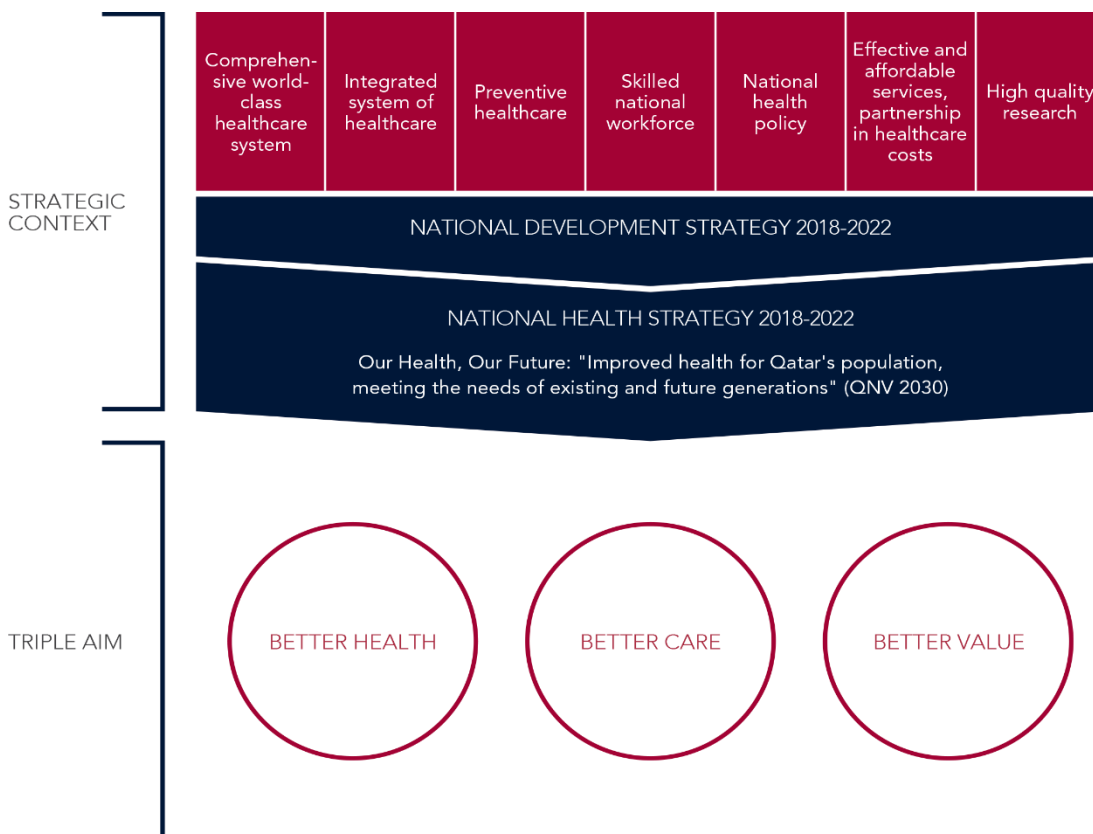 Comprehen-
sive world-
class
healthcare
system
Integrated
system of
healthcare
Preventive
healthcare
Skilled
national
workforce
National
health
policy
Effective and
affordable
services,
partnership
in healthcare
costs
High quality
research
STRATEGIC
CONTEXT
NATIONAL DEVELOPMENT STRATEGY 2018-2022
NATIONAL HEALTH STRATEGY 2018-2022
Our Health, Our Future: "Improved health for Qatar's population,
meeting the needs of existing and future generations" (QNV 2030)
TRIPLE AIM
BETTER HEALTH
BETTER CARE
BETTER VALUE